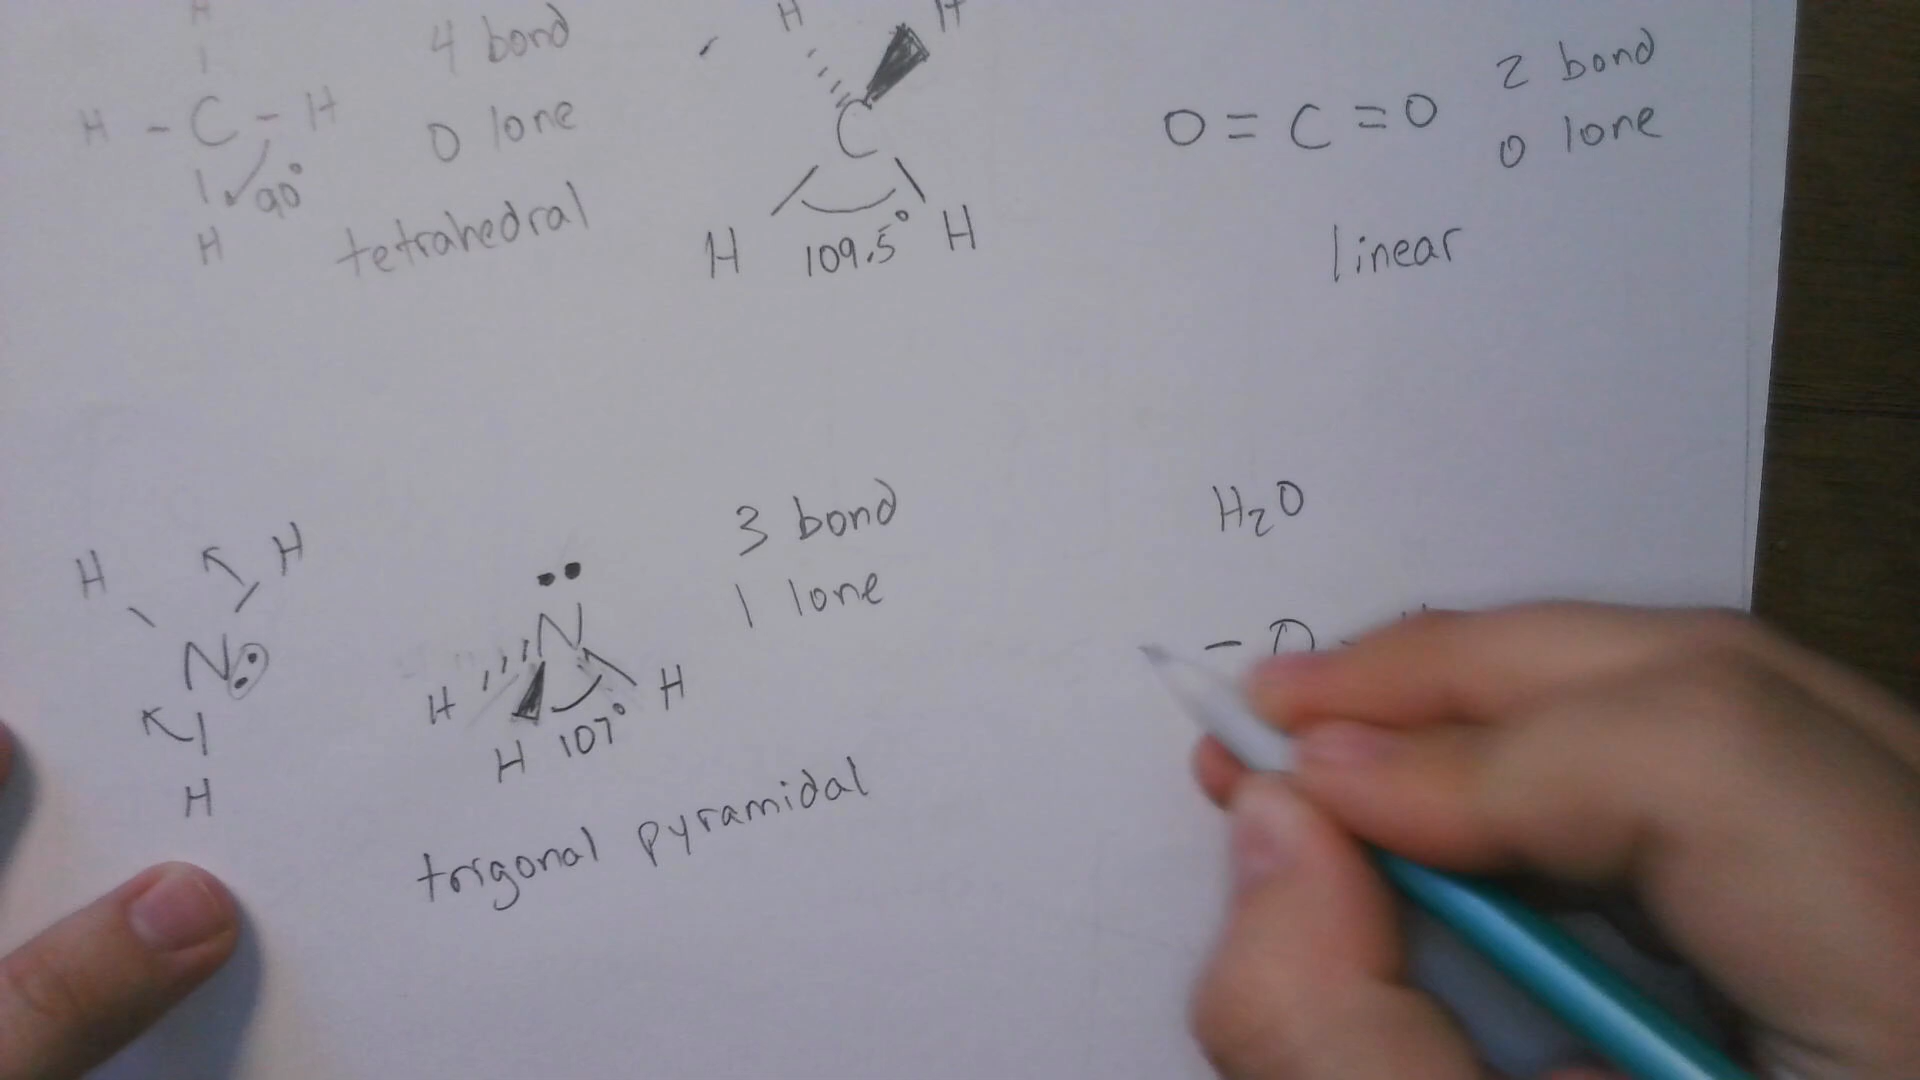 H
H - C - H
90°
H
4 bond
0 lone
tetrahedral
H H
C
H 109.5° H
O = C = O
2 bond
0 lone
linear
H H
N
H
N
H H
H 107°
3 bond
1 lone
trigonal pyramidal
H₂O
- O -